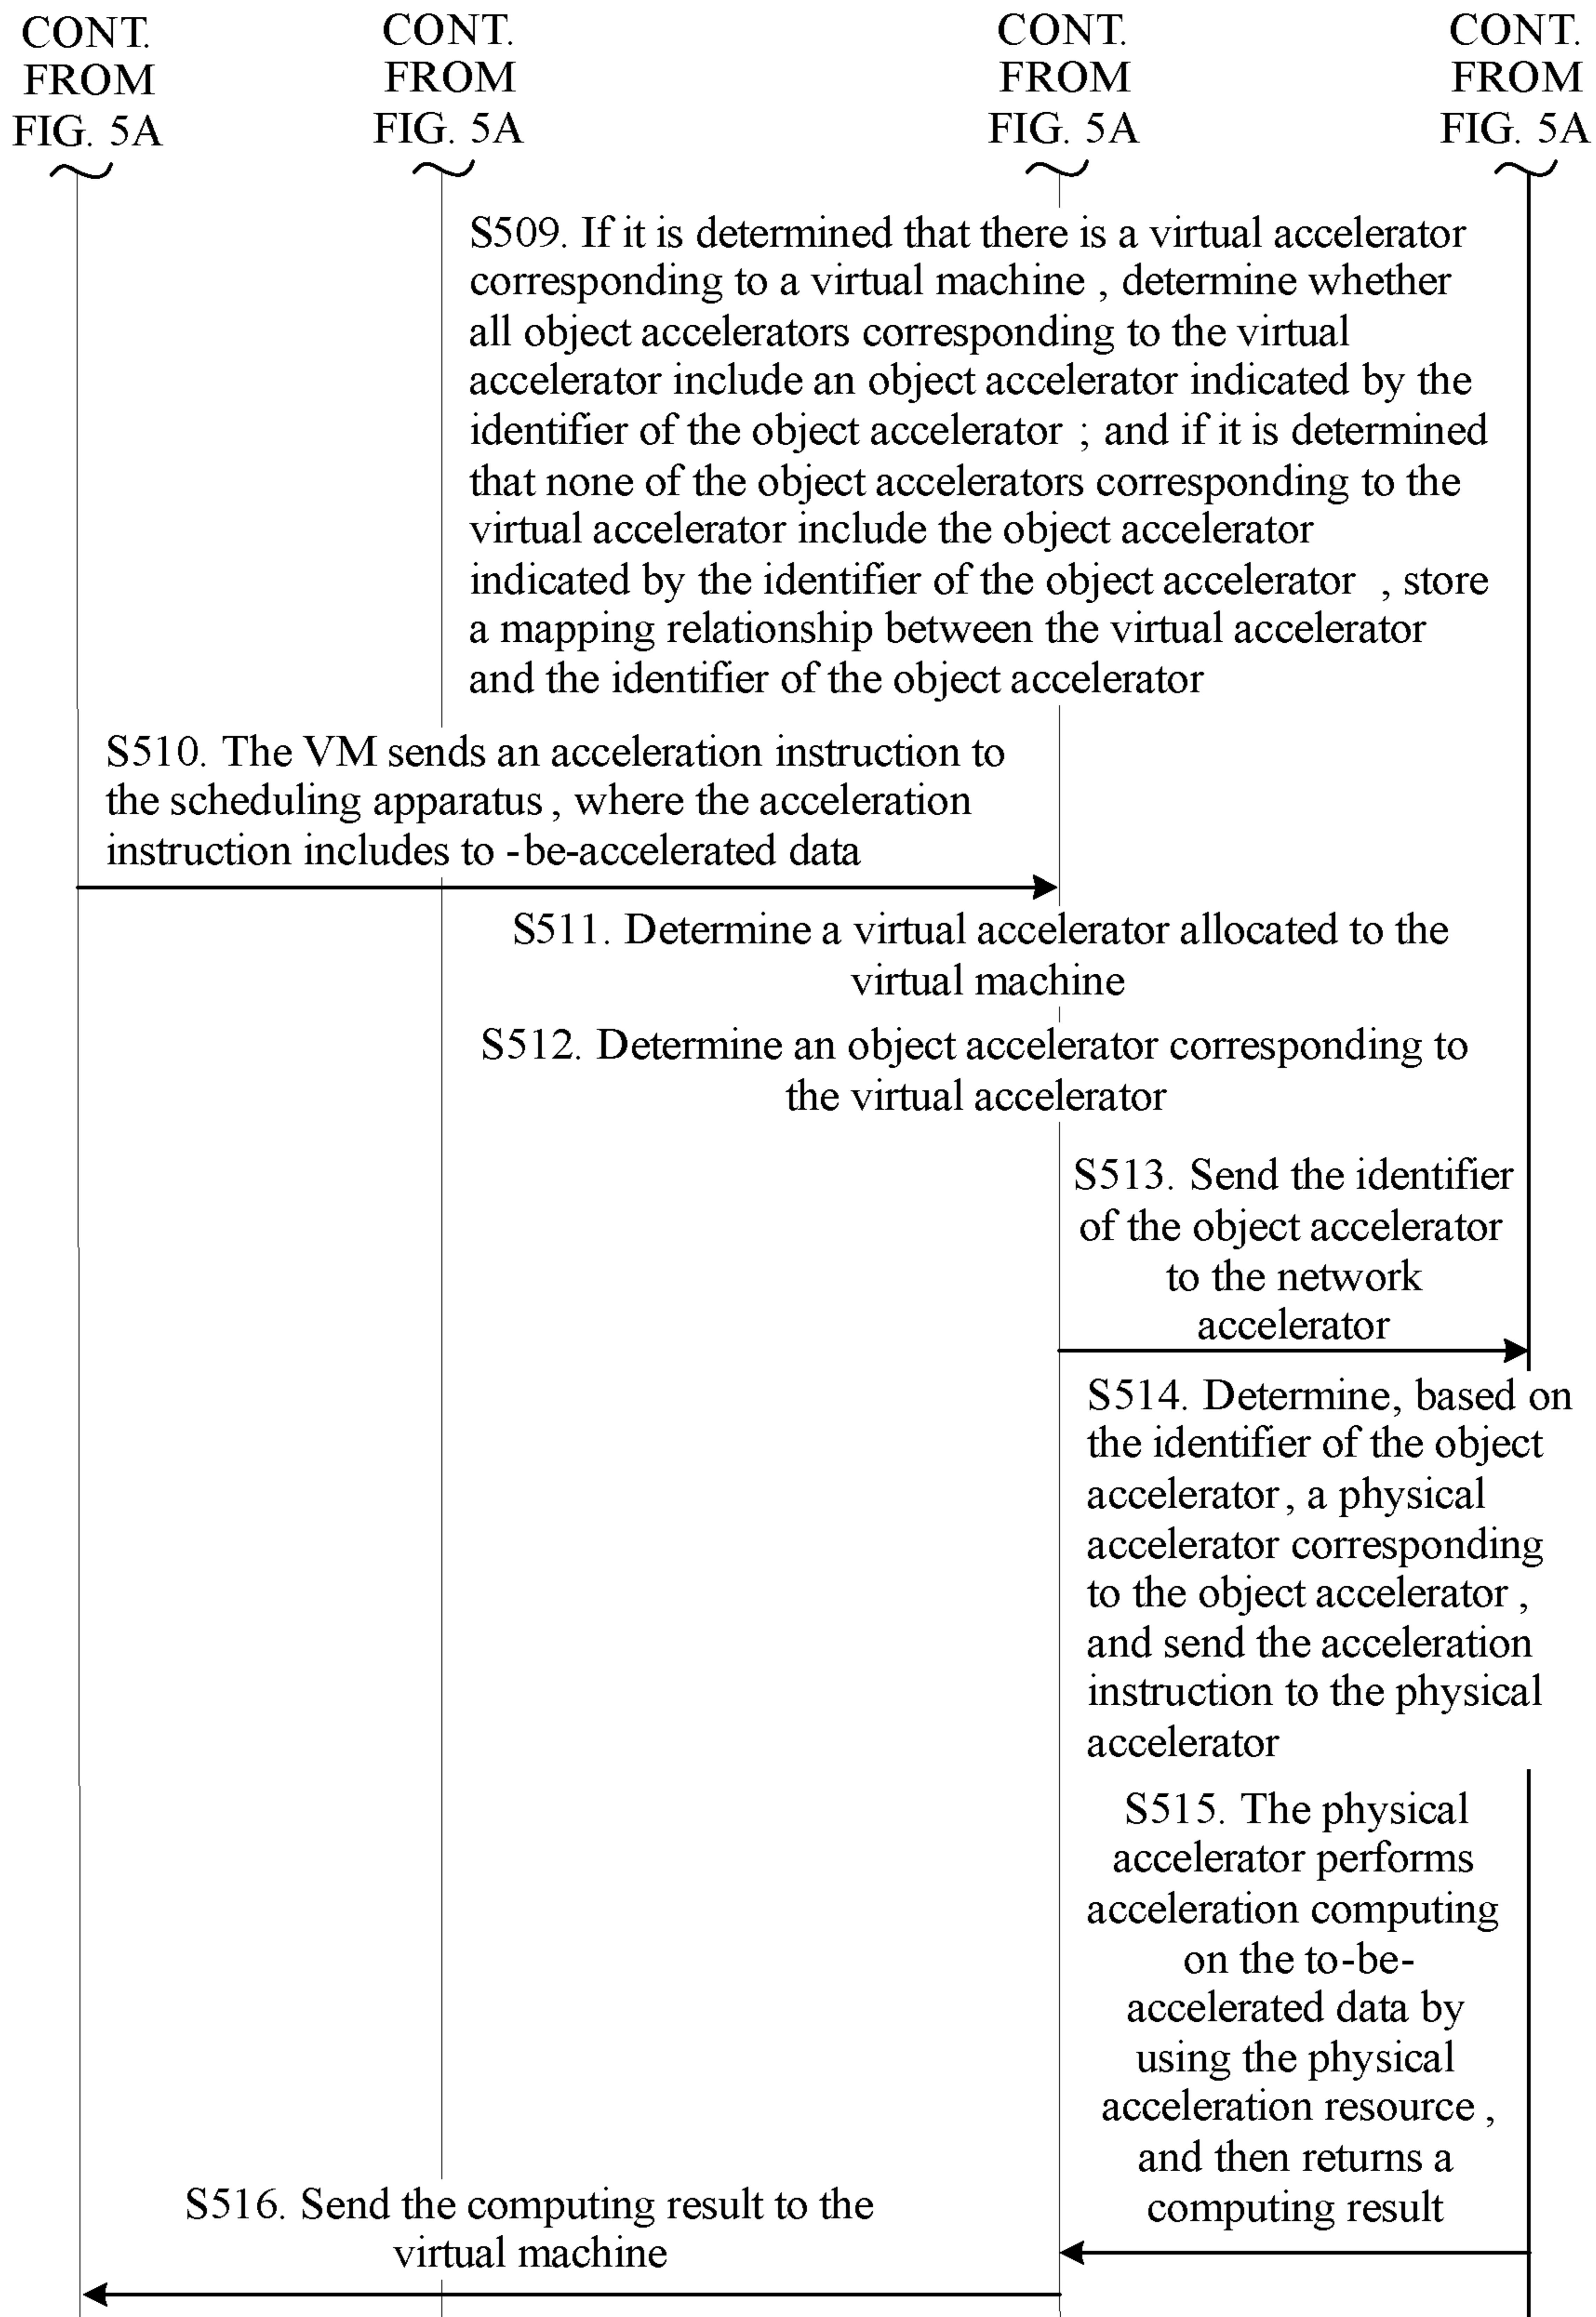 CONT.
FROM
FIG. 5A
CONT.
FROM
FIG. 5A
CONT.
FROM
FIG. 5A
CONT.
FROM
FIG. 5A
S509. If it is determined that there is a virtual accelerator
corresponding to a virtual machine , determine whether
all object accelerators corresponding to the virtual
accelerator include an object accelerator indicated by the
identifier of the object accelerator ; and if it is determined
that none of the object accelerators corresponding to the
virtual accelerator include the object accelerator
indicated by the identifier of the object accelerator , store
a mapping relationship between the virtual accelerator
and the identifier of the object accelerator
S510. The VM sends an acceleration instruction to
the scheduling apparatus , where the acceleration
instruction includes to -be-accelerated data
S511. Determine a virtual accelerator allocated to the
virtual machine
S512. Determine an object accelerator corresponding to
the virtual accelerator
S513. Send the identifier
of the object accelerator
to the network
accelerator
S514. Determine, based on
the identifier of the object
accelerator, a physical
accelerator corresponding
to the object accelerator ,
and send the acceleration
instruction to the physical
accelerator
S515. The physical
accelerator performs
acceleration computing
on the to-be-
accelerated data by
using the physical
acceleration resource ,
and then returns a
computing result
S516. Send the computing result to the
virtual machine